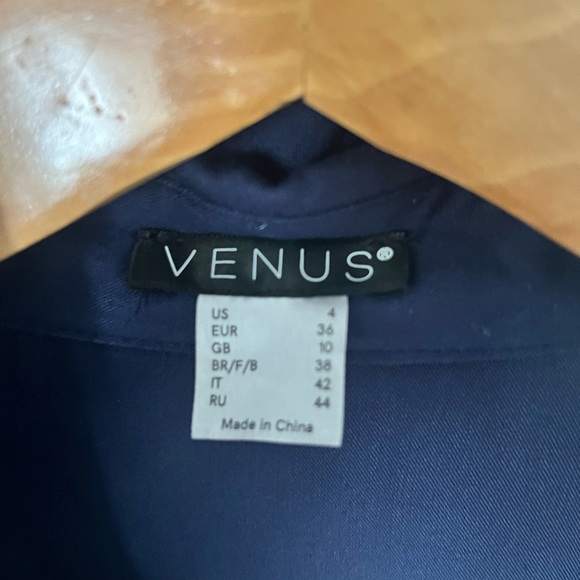 VENUS®
US 4
EUR 36
GB 10
BR/F/B 38
IT 42
RU 44
Made in China